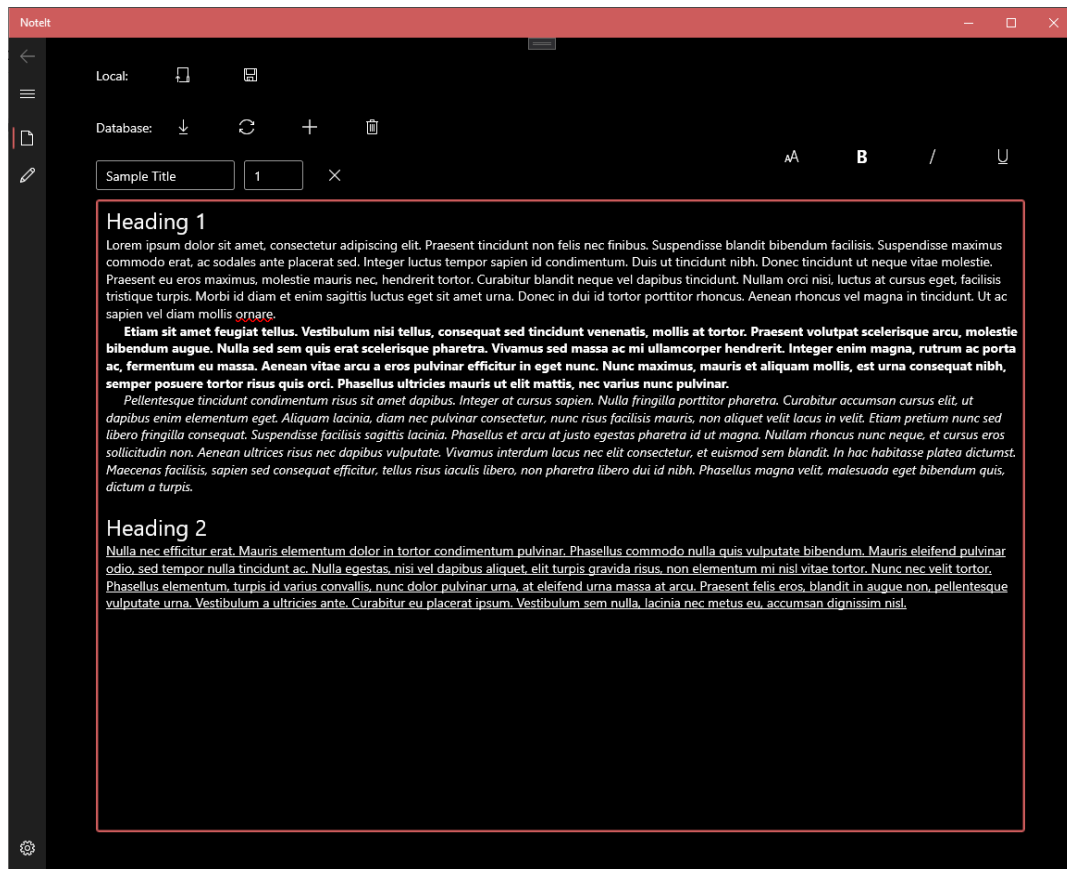 NoteIt
Local:
Database:
Sample Title
1
A A
B
I
U
Heading 1
Lorem ipsum dolor sit amet, consectetur adipiscing elit. Praesent tincidunt non felis nec finibus. Suspendisse blandit bibendum facilisis. Suspendisse maximus
commodo erat, ac sodales ante placerat sed. Integer luctus tempor sapien id condimentum. Duis ut tincidunt nibh. Donec tincidunt ut neque vitae molestie.
Praesent eu eros maximus, molestie mauris nec, hendrerit tortor. Curabitur blandit neque vel dapibus tincidunt. Nullam orci nisi, luctus at cursus eget, facilisis
tristique turpis. Morbi id diam et enim sagittis luctus eget sit amet urna. Donec in dui id tortor porttitor rhoncus. Aenean rhoncus vel magna in tincidunt. Ut ac
sapien vel diam mollis ornare.
Etiam sit amet feugiat tellus. Vestibulum nisi tellus, consequat sed tincidunt venenatis, mollis at tortor. Praesent volutpat scelerisque arcu, molestie
bibendum augue. Nulla sed sem quis erat scelerisque pharetra. Vivamus sed massa ac mi ullamcorper hendrerit. Integer enim magna, rutrum ac porta
ac, fermentum eu massa. Aenean vitae arcu a eros pulvinar efficitur in eget nunc. Nunc maximus, mauris et aliquam mollis, est urna consequat nibh,
semper posuere tortor risus quis orci. Phasellus ultricies mauris ut elit mattis, nec varius nunc pulvinar.
Pellentesque tincidunt condimentum risus sit amet dapibus. Integer at cursus sapien. Nulla fringilla porttitor pharetra. Curabitur accumsan cursus elit, ut
dapibus enim elementum eget. Aliquam lacinia, diam nec pulvinar consectetur, nunc risus facilisis mauris, non aliquet velit lacus in velit. Etiam pretium nunc sed
libero fringilla consequat. Suspendisse facilisis sagittis lacinia. Phasellus et arcu at justo egestas pharetra id ut magna. Nullam rhoncus nunc neque, et cursus eros
sollicitudin non. Aenean ultrices risus nec dapibus vulputate. Vivamus interdum lacus nec elit consectetur, et euismod sem blandit. In hac habitasse platea dictumst.
Maecenas facilisis, sapien sed consequat efficitur, tellus risus iaculis libero, non pharetra libero dui id nibh. Phasellus magna velit, malesuada eget bibendum quis,
dictum a turpis.
Heading 2
Nulla nec efficitur erat. Mauris elementum dolor in tortor condimentum pulvinar. Phasellus commodo nulla quis vulputate bibendum. Mauris eleifend pulvinar
odio, sed tempor nulla tincidunt ac. Nulla egestas, nisi vel dapibus aliquet, elit turpis gravida risus, non elementum mi nisl vitae tortor. Nunc nec velit tortor.
Phasellus elementum, turpis id varius convallis, nunc dolor pulvinar urna, at eleifend urna massa at arcu. Praesent felis eros, blandit in augue non, pellentesque
vulputate urna. Vestibulum a ultricies ante. Curabitur eu placerat ipsum. Vestibulum sem nulla, lacinia nec metus eu, accumsan dignissim nisl.